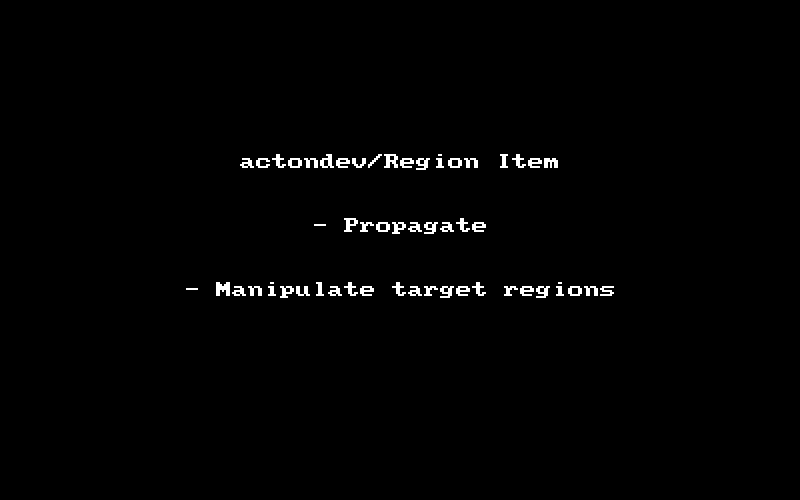 actondev/Region Item
- Propagate
- Manipulate target regions